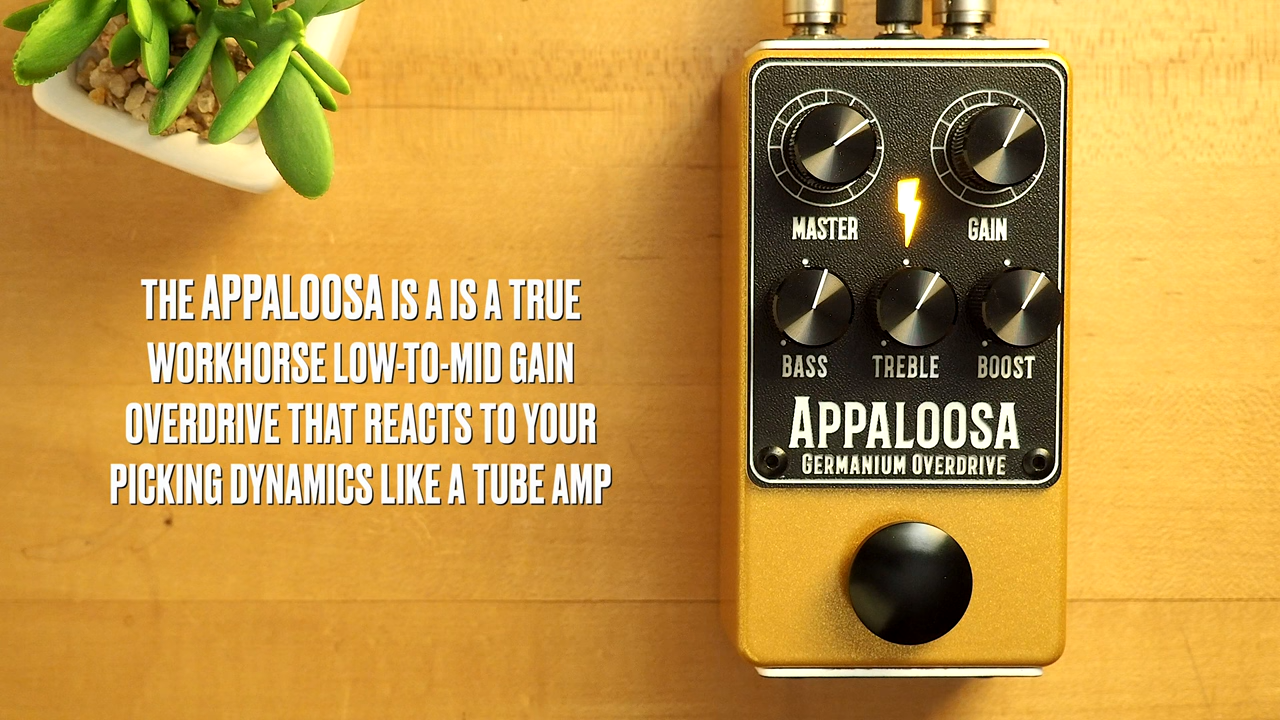 THE APPALOOSA IS A IS A TRUE
WORKHORSE LOW-TO-MID GAIN
OVERDRIVE THAT REACTS TO YOUR
PICKING DYNAMICS LIKE A TUBE AMP
MASTER
GAIN
BASS
TREBLE
BOOST
APPALOOSA
GERMANIUM OVERDRIVE